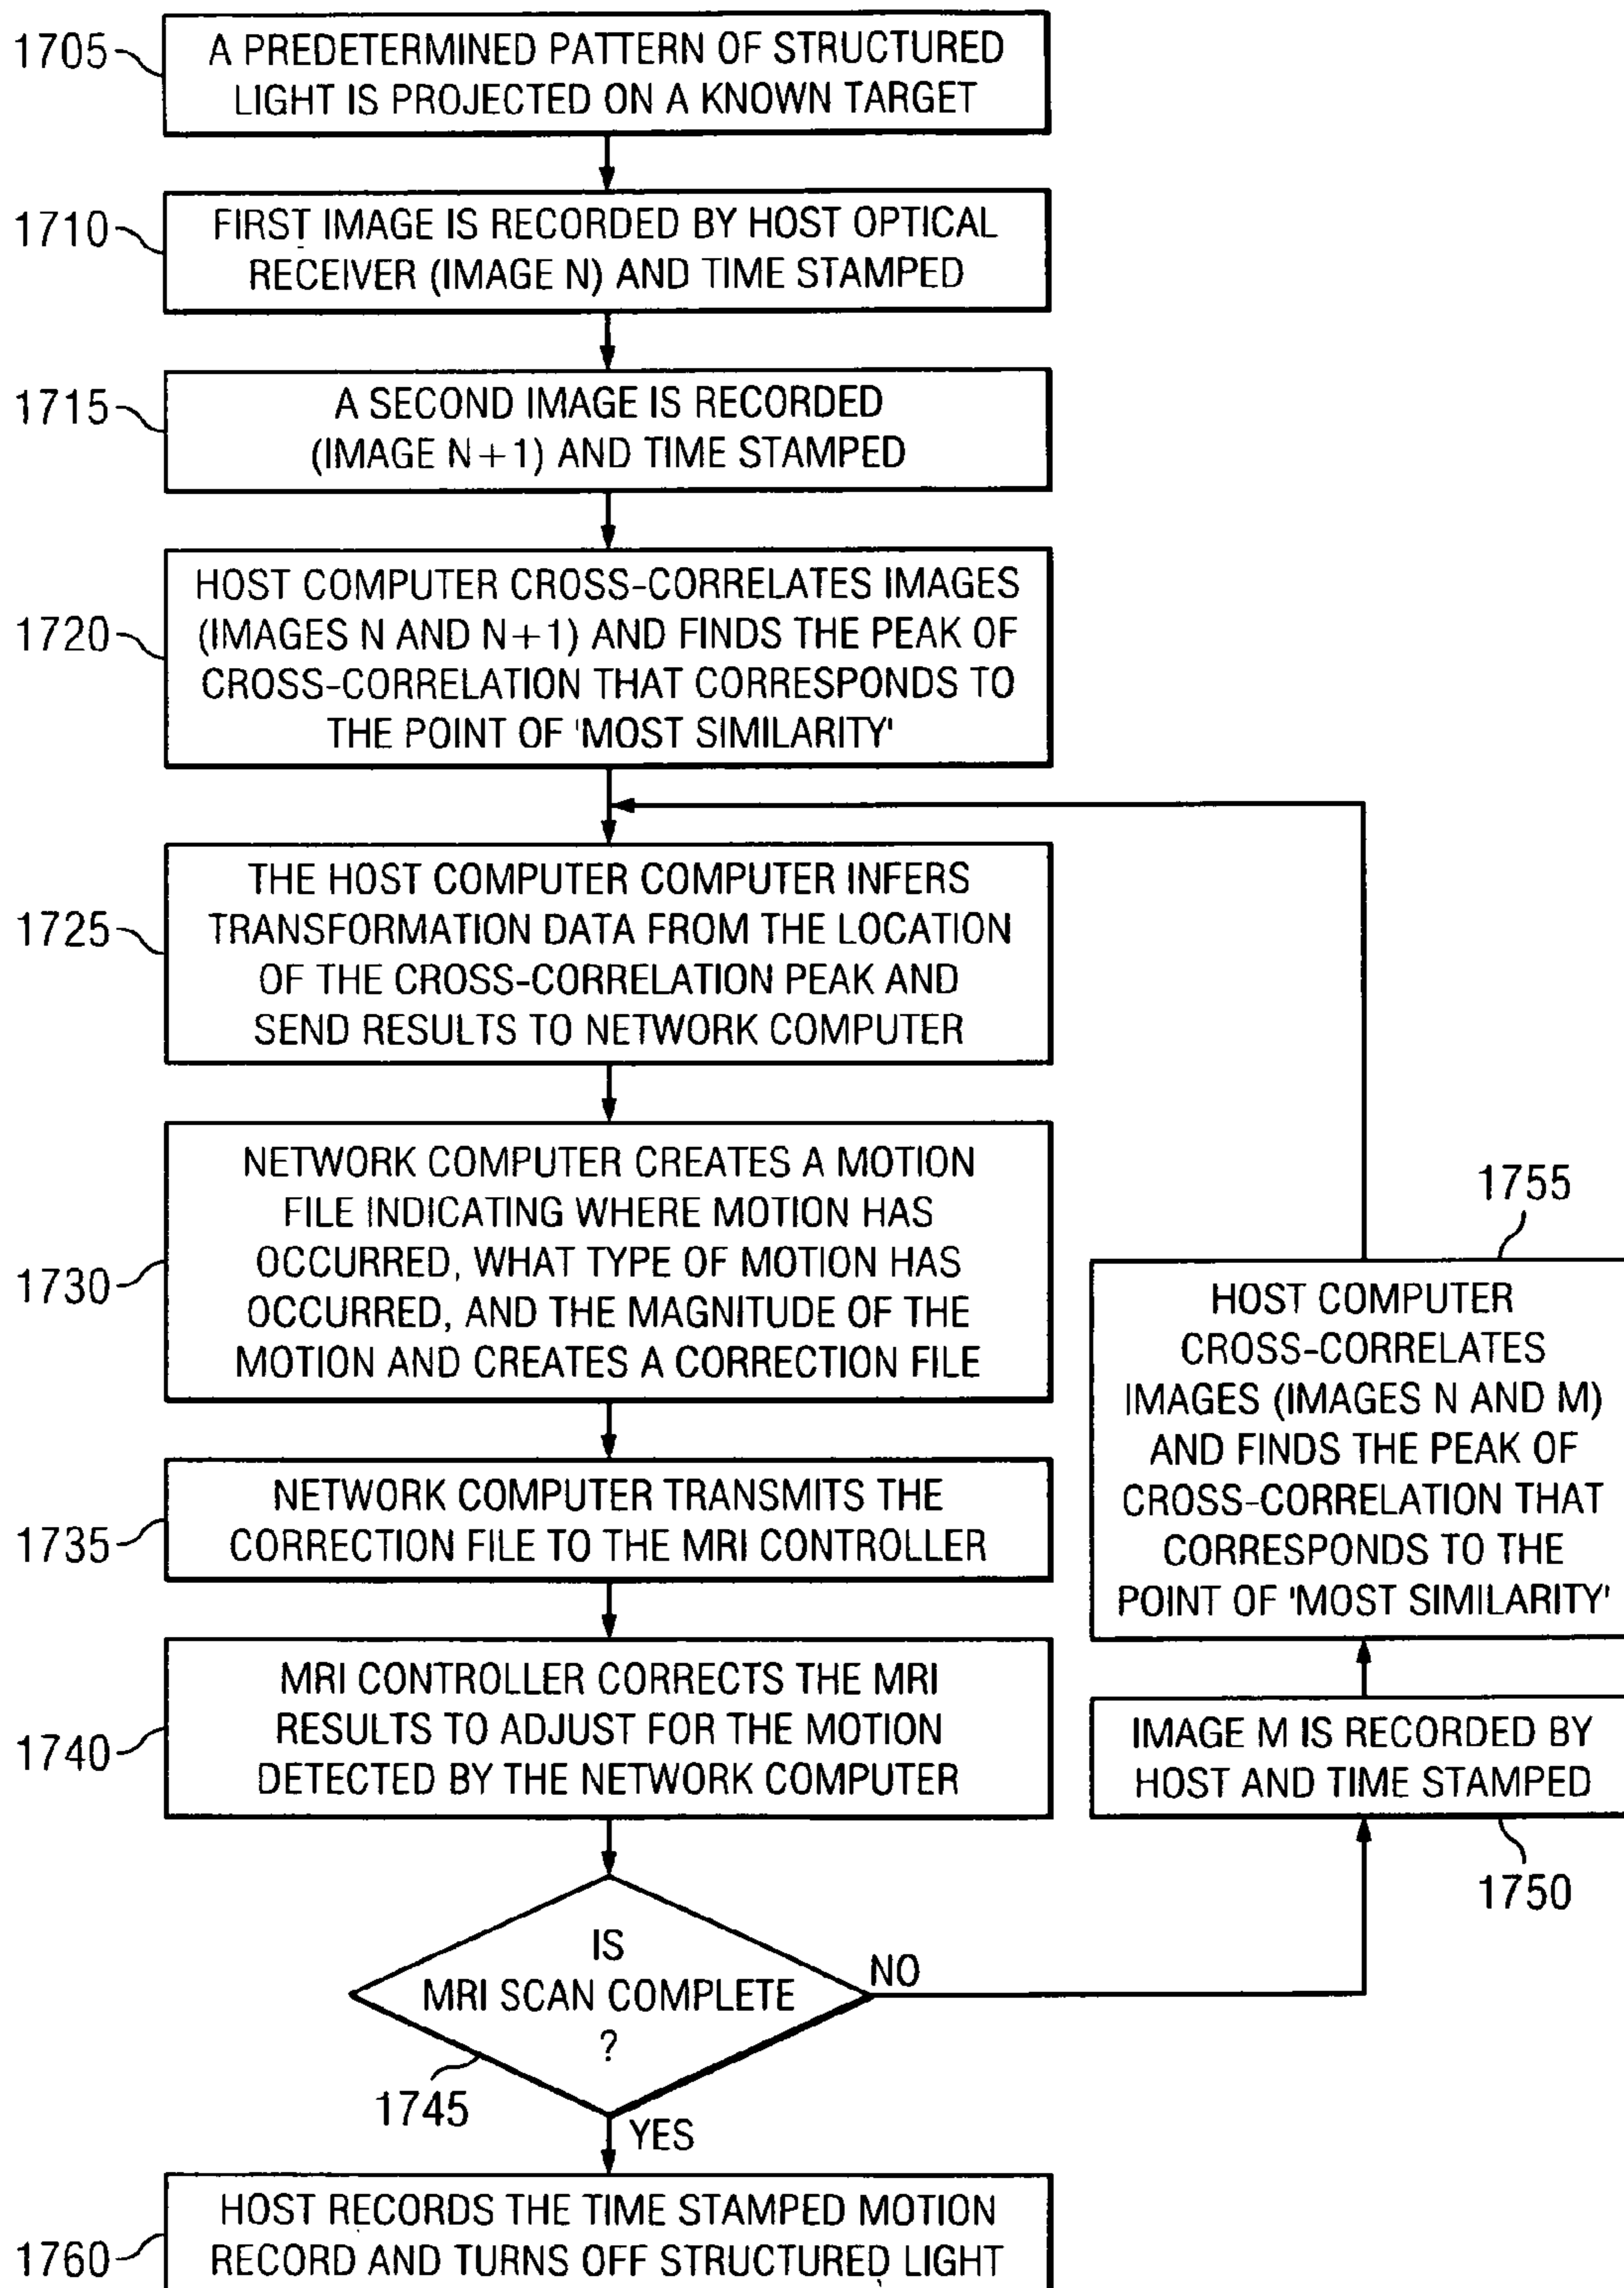 1705
A PREDETERMINED PATTERN OF STRUCTURED
LIGHT IS PROJECTED ON A KNOWN TARGET
1710
FIRST IMAGE IS RECORDED BY HOST OPTICAL
RECEIVER (IMAGE N) AND TIME STAMPED
1715
A SECOND IMAGE IS RECORDED
(IMAGE N+1) AND TIME STAMPED
1720
HOST COMPUTER CROSS-CORRELATES IMAGES
(IMAGES N AND N+1) AND FINDS THE PEAK OF
CROSS-CORRELATION THAT CORRESPONDS TO
THE POINT OF 'MOST SIMILARITY'
1725
THE HOST COMPUTER COMPUTER INFERS
TRANSFORMATION DATA FROM THE LOCATION
OF THE CROSS-CORRELATION PEAK AND
SEND RESULTS TO NETWORK COMPUTER
1730
NETWORK COMPUTER CREATES A MOTION
FILE INDICATING WHERE MOTION HAS
OCCURRED, WHAT TYPE OF MOTION HAS
OCCURRED, AND THE MAGNITUDE OF THE
MOTION AND CREATES A CORRECTION FILE
1735
NETWORK COMPUTER TRANSMITS THE
CORRECTION FILE TO THE MRI CONTROLLER
1740
MRI CONTROLLER CORRECTS THE MRI
RESULTS TO ADJUST FOR THE MOTION
DETECTED BY THE NETWORK COMPUTER
IS
MRI SCAN COMPLETE
?
1745
NO
YES
1750
IMAGE M IS RECORDED BY
HOST AND TIME STAMPED
1755
HOST COMPUTER
CROSS-CORRELATES
IMAGES (IMAGES N AND M)
AND FINDS THE PEAK OF
CROSS-CORRELATION THAT
CORRESPONDS TO THE
POINT OF 'MOST SIMILARITY'
1760
HOST RECORDS THE TIME STAMPED MOTION
RECORD AND TURNS OFF STRUCTURED LIGHT